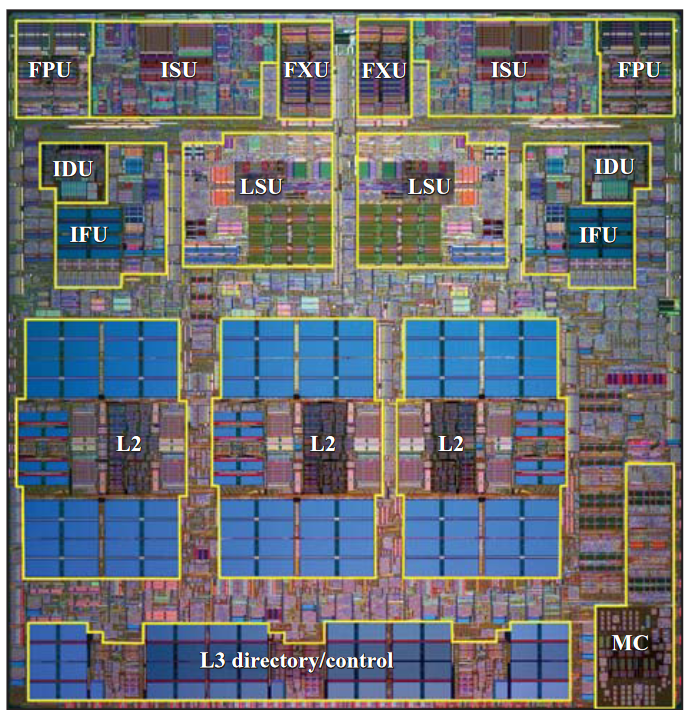 FPU
ISU
FXU
FXU
ISU
FPU
IDU
LSU
LSU
IDU
IFU
IFU
L2
L2
L2
L3 directory/control
MC